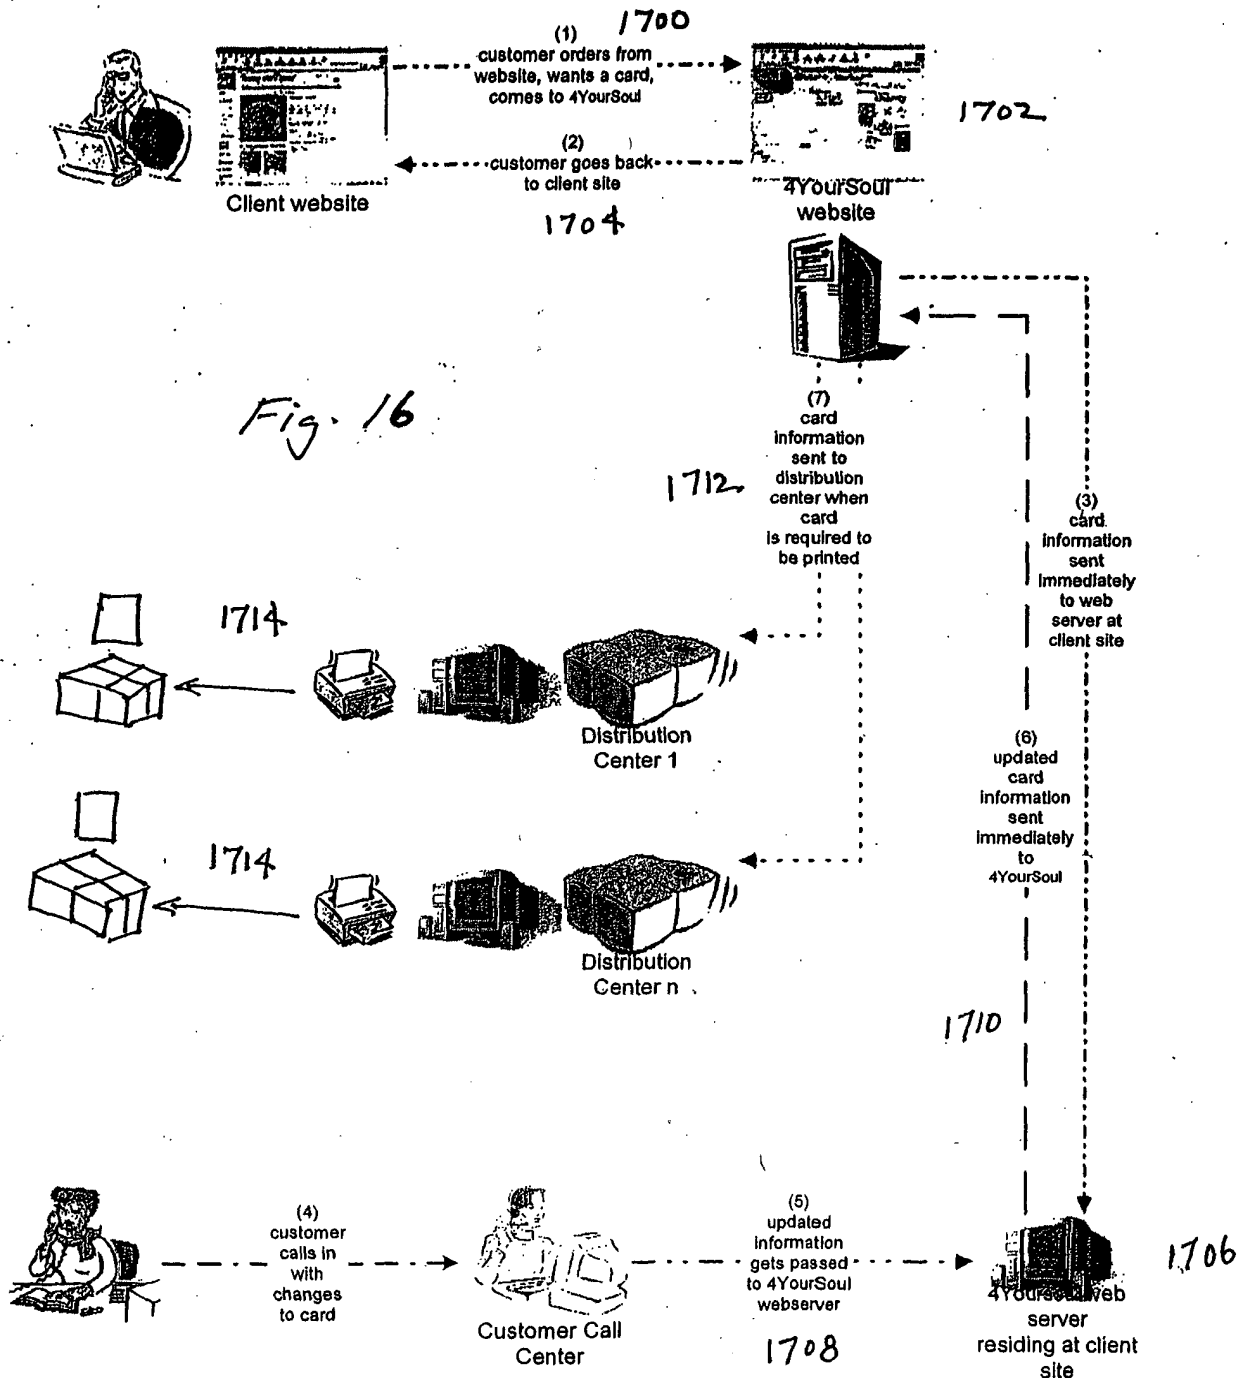 1700
(1)
customer orders from
website, wants a card,
comes to 4YourSoul
1702
(2)
customer goes back
to client site
1704
Client website
4YourSoul
website
Fig. 16
(7)
card
information
sent to
distribution
center when
card
is required to
be printed
1712
(3)
card
information
sent
immediately
to web
server at
client site
1714
Distribution
Center 1
(6)
updated
card
information
sent
immediately
to
4YourSoul
1714
Distribution
Center n
1710
(4)
customer
calls in
with
changes
to card
Customer Call
Center
(5)
updated
information
gets passed
to 4YourSoul
webserver
1708
1706
4Yoursoul web
server
residing at client
site